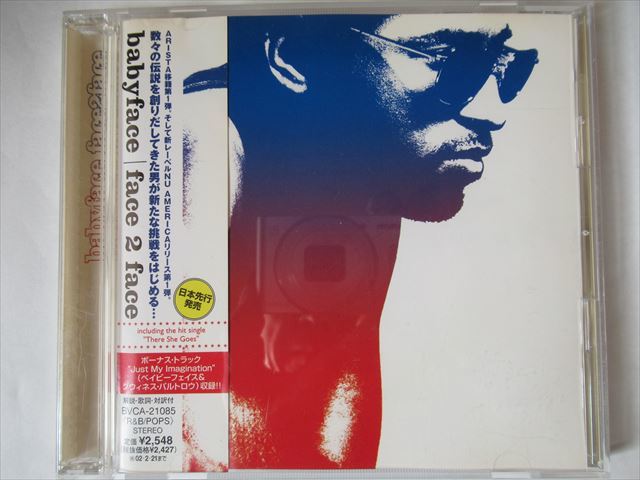 ARISTA移籍第1弾、そして新レーベルNU AMERICAリリース第1弾。
数々の伝説を創りだしてきた男が新たな挑戦をはじめる…
babyface | face 2 face
日本先行
発売
including the hit single
"There She Goes"
ボーナス・トラック
"Just My Imagination"
(ベイビーフェイス&
グウィネス・パルトロウ)収録!!
解説・歌詞・対訳付
BVCA-21085
(R&B/POPS)
STEREO
定価 ¥2,548
(税抜価格¥2,427)
02・2・21まで